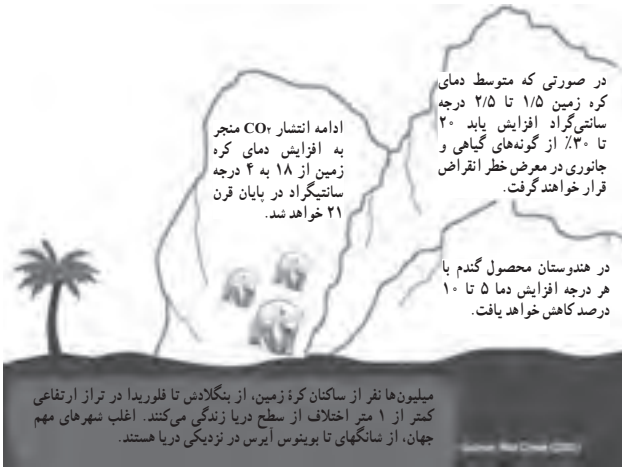 در صورتی که متوسط دمای
کره زمین ۱/۵ تا ۲/۵ درجه
سانتی‌گراد افزایش یابد ۲۰
تا ۳۰٪ از گونه‌های گیاهی و
جانوری در معرض خطر انقراض
قرار خواهند گرفت.
ادامه انتشار CO₂ منجر
به افزایش دمای کره
زمین از ۱۸ به ۴ درجه
سانتیگراد در پایان قرن
۲۱ خواهد شد.
در هندوستان محصول گندم با
هر درجه افزایش دما ۵ تا ۱۰
درصد کاهش خواهد یافت.
میلیون‌ها نفر از ساکنان کرهٔ زمین، از بنگلادش تا فلوریدا در تراز ارتفاعی
کمتر از ۱ متر اختلاف از سطح دریا زندگی می‌کنند. اغلب شهرهای مهم
جهان، از شانگهای تا بوینوس آیرس در نزدیکی دریا هستند.